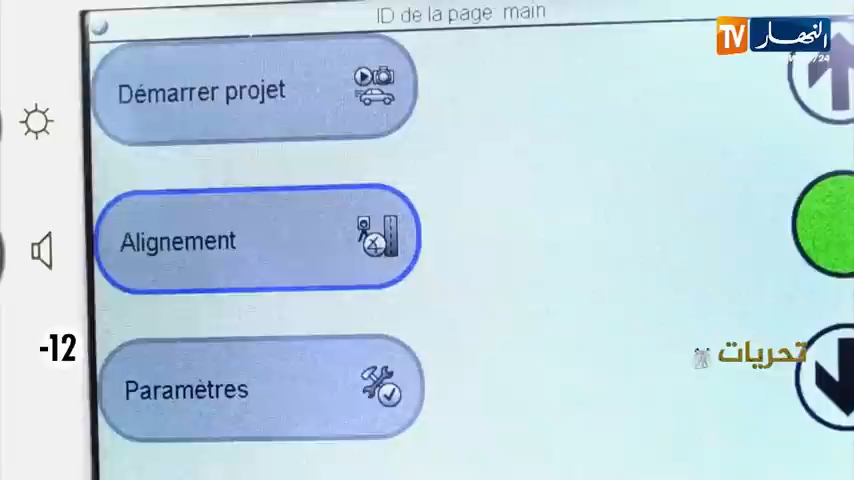 ID de la page: main
TV النهار
Démarrer projet
Alignement
-12
تحريات
Paramètres